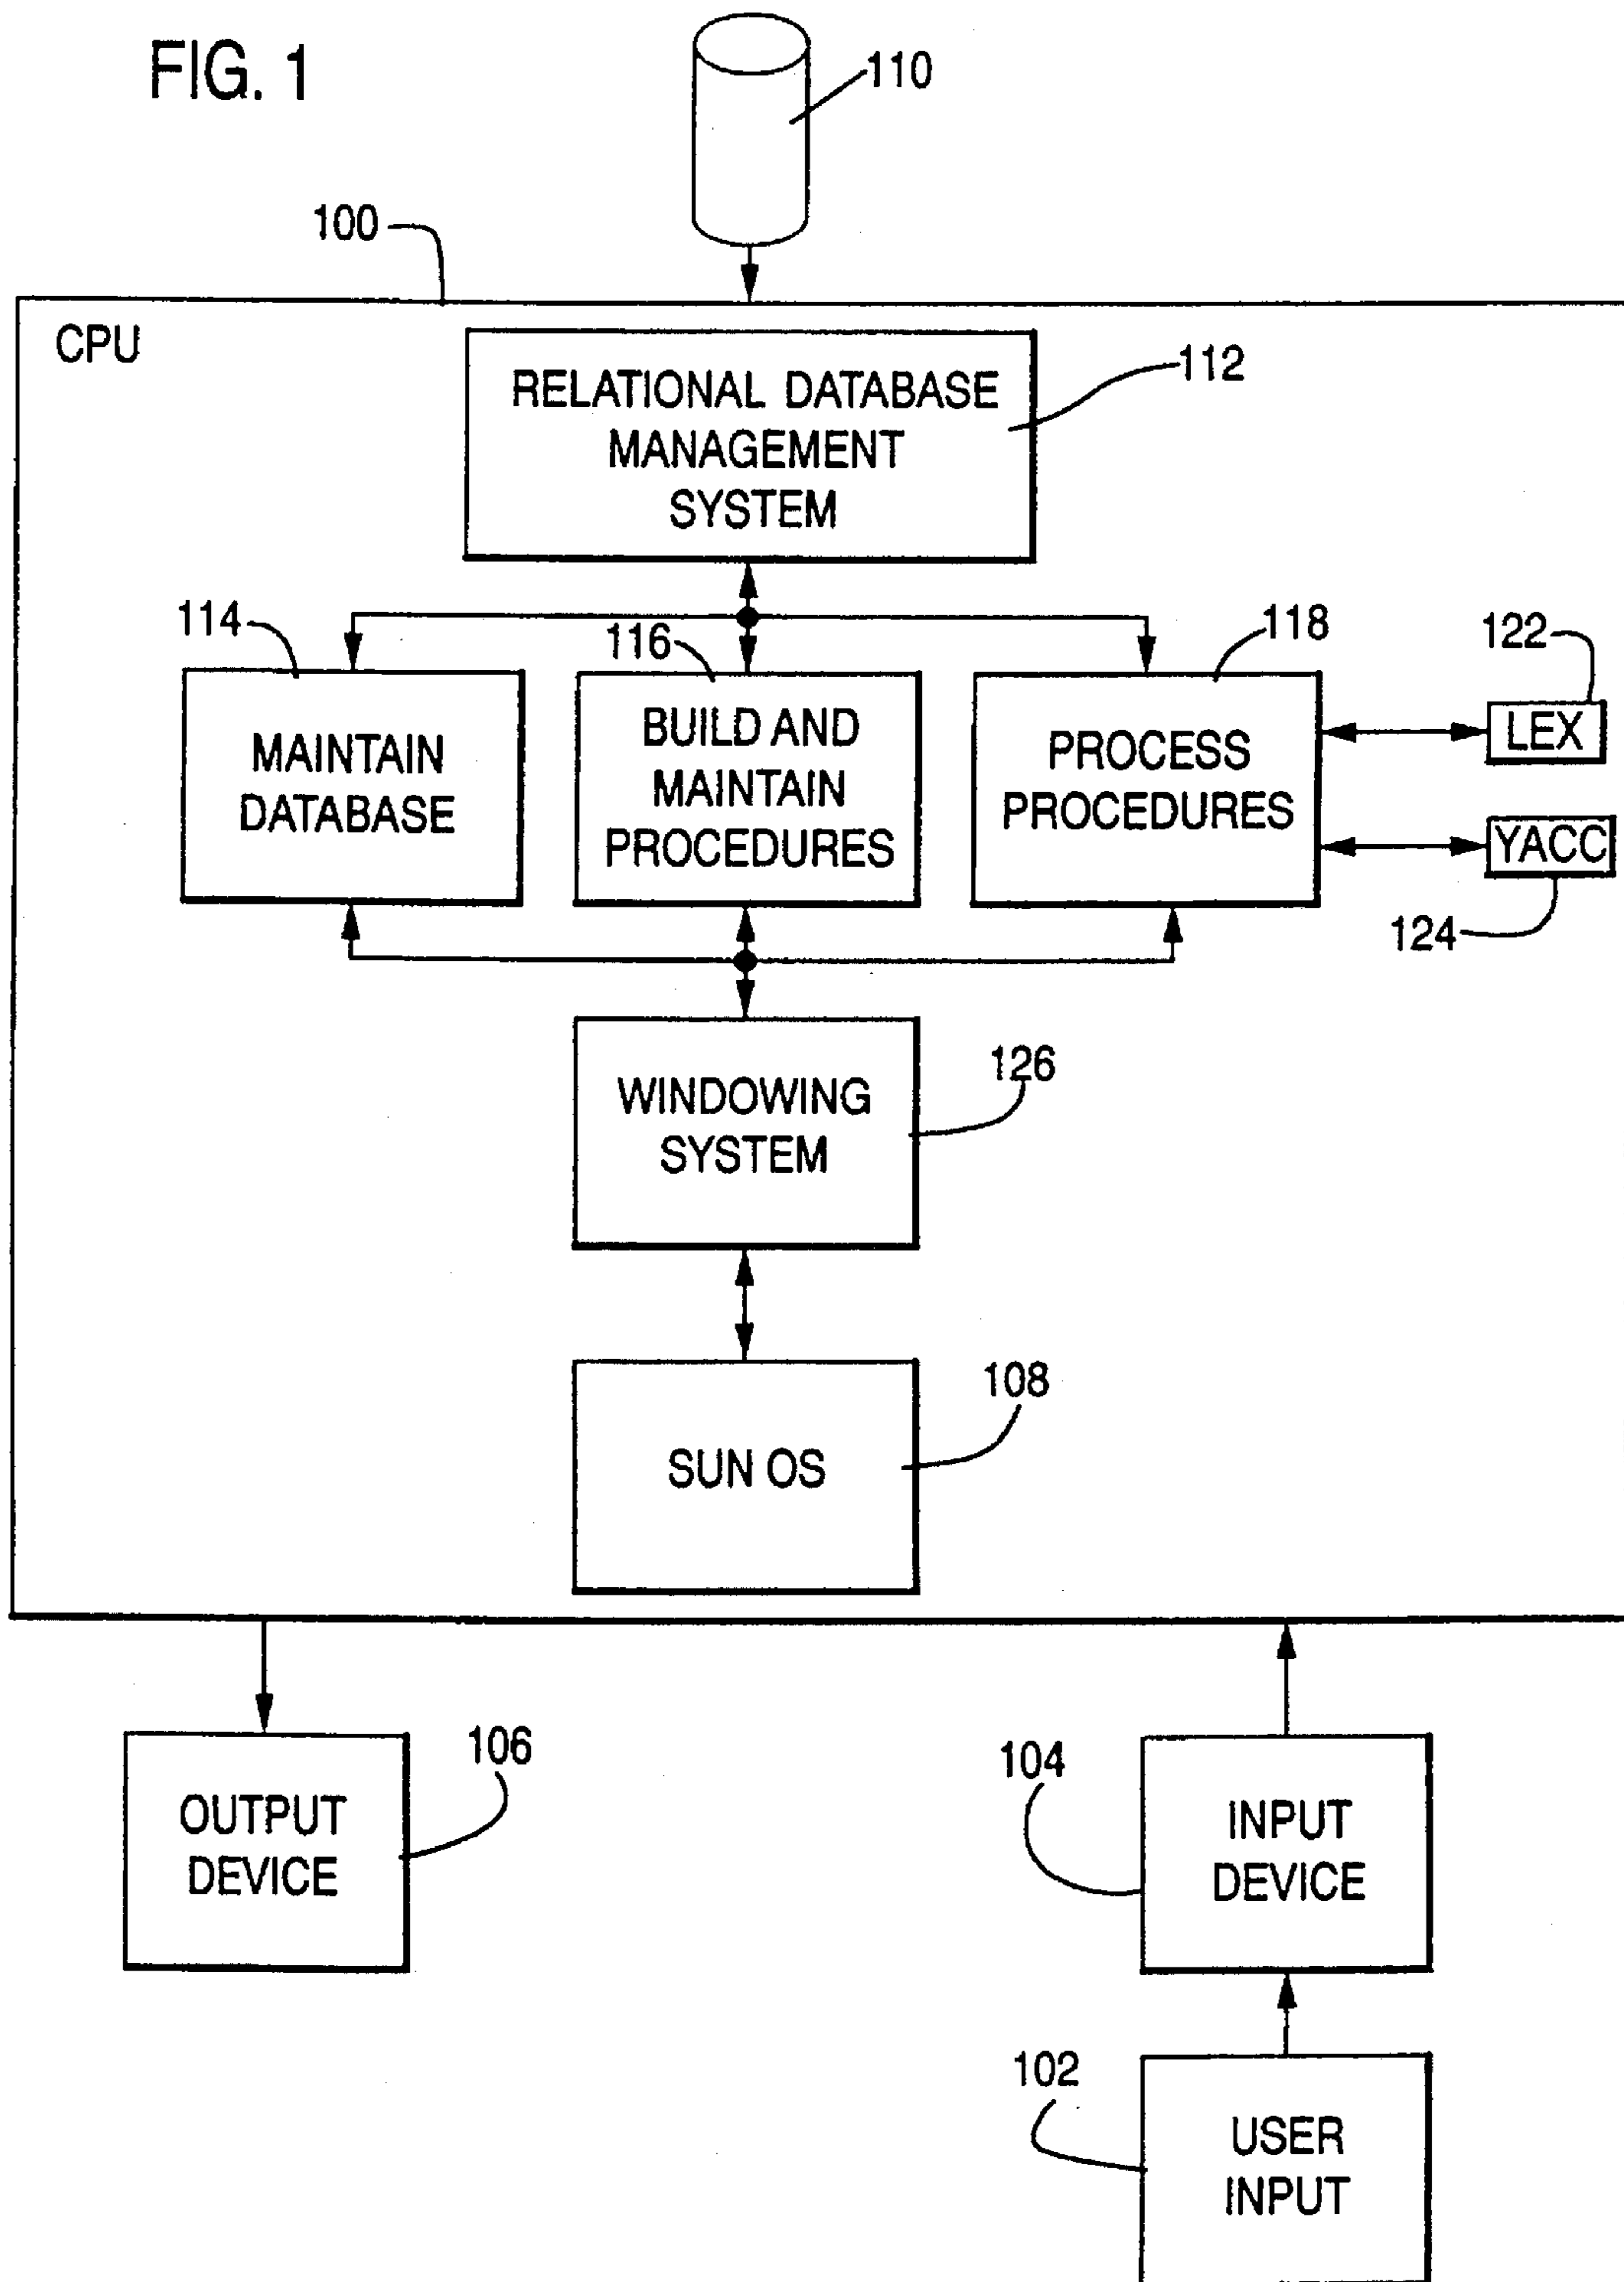 FIG. 1
110
100
CPU
RELATIONAL DATABASE
MANAGEMENT
SYSTEM
112
114
116
118
122
MAINTAIN
DATABASE
BUILD AND
MAINTAIN
PROCEDURES
PROCESS
PROCEDURES
LEX
YACC
124
WINDOWING
SYSTEM
126
SUN OS
108
OUTPUT
DEVICE
106
104
INPUT
DEVICE
102
USER
INPUT